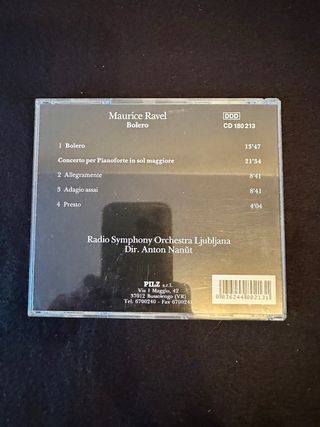 Maurice Ravel
Bolero
DDD
CD 180 213
1 Bolero 13'47
Concerto per Pianoforte in sol maggiore 21'34
2 Allegramente 8'41
3 Adagio assai 8'41
4 Presto 4'04
Radio Symphony Orchestra Ljubljana
Dir. Anton Nanŭt
PILZ s.r.l.
Via I Maggio, 42
37012 Bussolengo (VR)
Tel. 6700240 - Fax 6700241